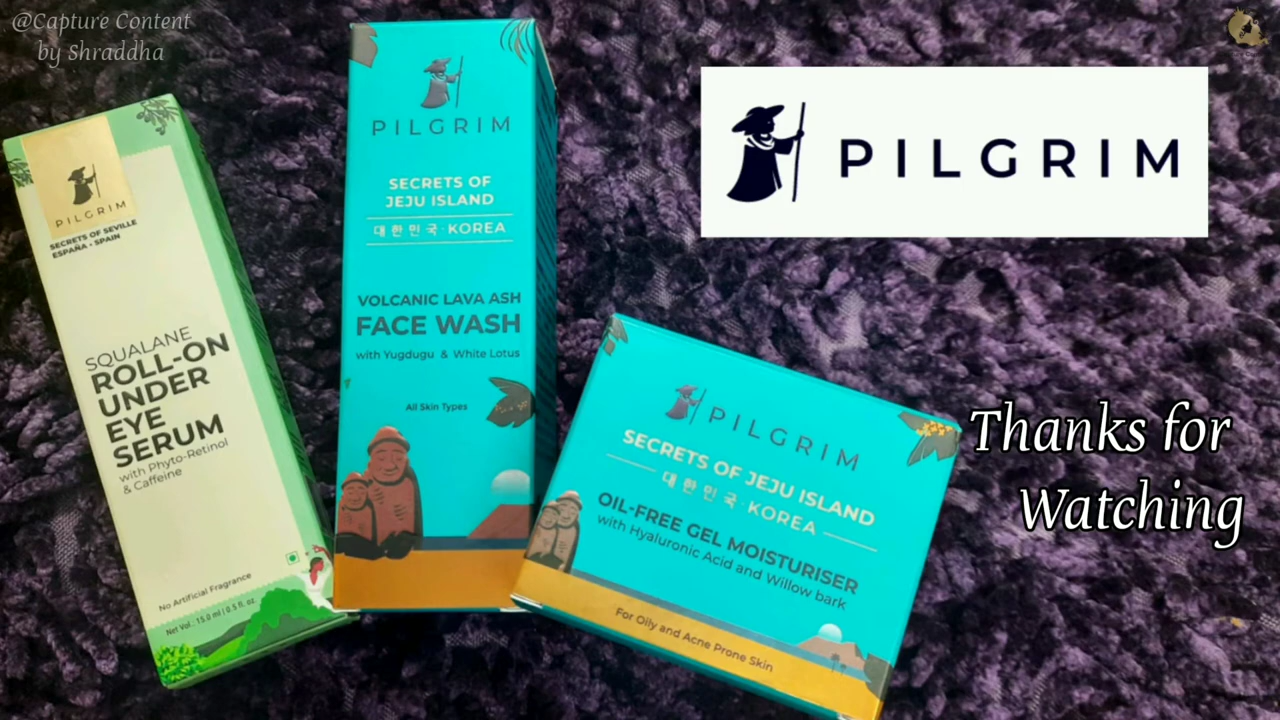 @Capture Content
by Shraddha
PILGRIM
SECRETS OF SEVILLE
ESPAÑA - SPAIN
SQUALANE
ROLL-ON
UNDER
EYE
SERUM
with Phyto-Retinol
& Caffeine
No Artificial Fragrance
Net Vol.: 15.0 ml | 0.5 fl. oz.
PILGRIM
SECRETS OF
JEJU ISLAND
대한민국·KOREA
VOLCANIC LAVA ASH
FACE WASH
with Yugdugu & White Lotus
All Skin Types
PILGRIM
SECRETS OF JEJU ISLAND
대한민국·KOREA
OIL-FREE GEL MOISTURISER
with Hyaluronic Acid and Willow bark
For Oily and Acne Prone Skin
PILGRIM
Thanks for
Watching